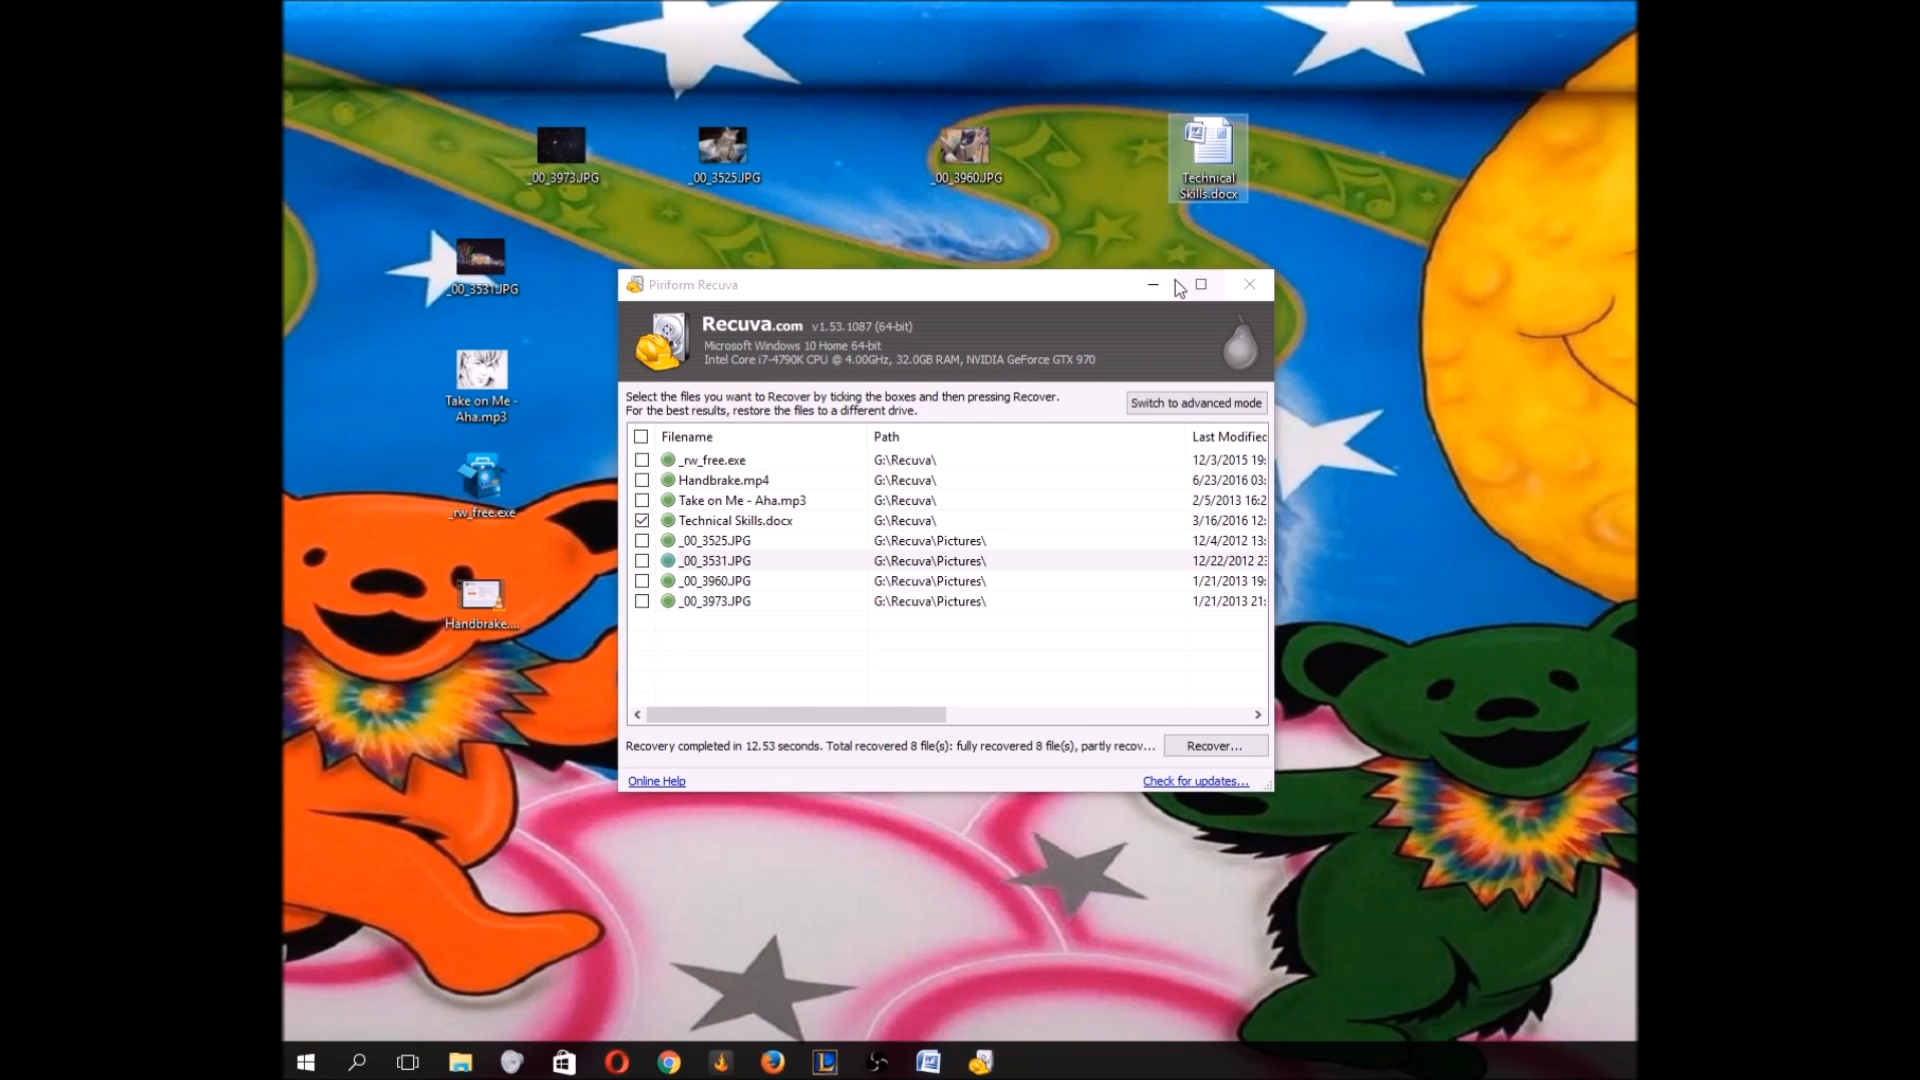 _00_3973.JPG
_00_3525.JPG
_00_3960.JPG
Technical
Skills.docx
_00_3531.JPG
Take on Me -
Aha.mp3
_rw_free.exe
Handbrake....
Piriform Recuva
Recuva.com v1.53.1087 (64-bit)
Microsoft Windows 10 Home 64-bit
Intel Core i7-4790K CPU @ 4.00GHz, 32.0GB RAM, NVIDIA GeForce GTX 970
Select the files you want to Recover by ticking the boxes and then pressing Recover.
For the best results, restore the files to a different drive.
Switch to advanced mode
Filename Path Last Modified
_rw_free.exe G:\Recuva\ 12/3/2015 19:
Handbrake.mp4 G:\Recuva\ 6/23/2016 03:
Take on Me - Aha.mp3 G:\Recuva\ 2/5/2013 16:2
Technical Skills.docx G:\Recuva\ 3/16/2016 12:
_00_3525.JPG G:\Recuva\Pictures\ 12/4/2012 13:
_00_3531.JPG G:\Recuva\Pictures\ 12/22/2012 23
_00_3960.JPG G:\Recuva\Pictures\ 1/21/2013 19:
_00_3973.JPG G:\Recuva\Pictures\ 1/21/2013 21:
Recovery completed in 12.53 seconds. Total recovered 8 file(s): fully recovered 8 file(s), partly recov...
Recover...
Online Help
Check for updates...